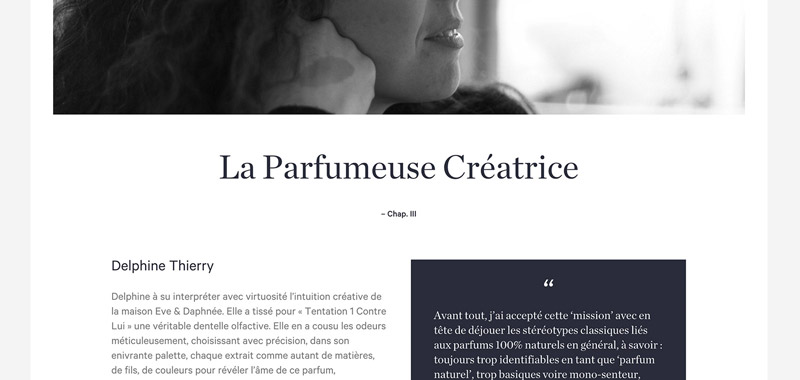 La Parfumeuse Créatrice
– Chap. III
Delphine Thierry
Delphine à su interpréter avec virtuosité l’intuition créative de
la maison Eve & Daphnée. Elle a tissé pour « Tentation 1 Contre
Lui » une véritable dentelle olfactive. Elle en a cousu les odeurs
méticuleusement, choisissant avec précision, dans son
enivrante palette, chaque extrait comme autant de matières,
de fils, de couleurs pour révéler l’âme de ce parfum,
“
Avant tout, j’ai accepté cette ‘mission’ avec en
tête de déjouer les stéréotypes classiques liés
aux parfums 100% naturels en général, à savoir :
toujours trop identifiables en tant que ‘parfum
naturel’, trop basiques voire mono-senteur,